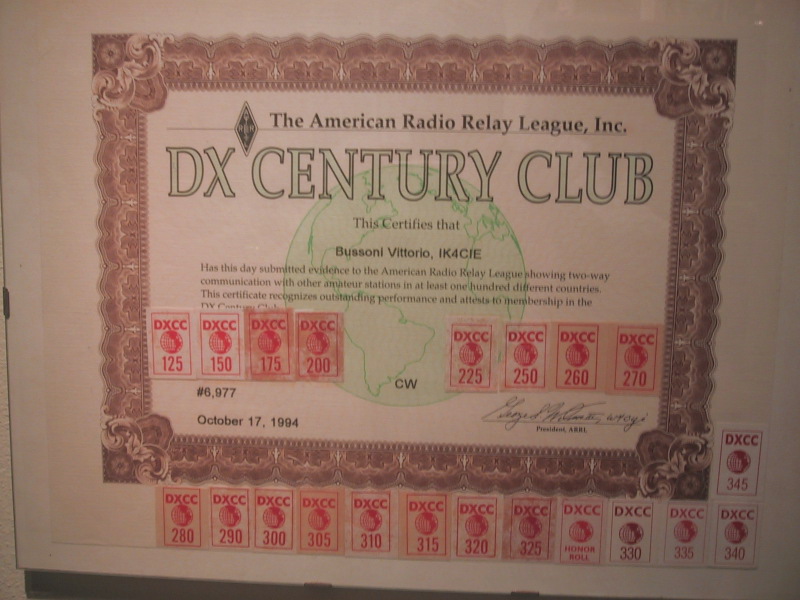 The American Radio Relay League, Inc.
DX CENTURY CLUB
This Certifies that
Bussoni Vittorio, IK4CIE
Has this day submitted evidence to the American Radio Relay League showing two-way
communication with other amateur stations in at least one hundred different countries.
This certificate recognizes outstanding performance and attests to membership in the
DX Century Club
DXCC DXCC DXCC DXCC DXCC DXCC DXCC DXCC
125 150 175 200 225 250 260 270
CW
#6,977
October 17, 1994
President, ARRL
DXCC
345
DXCC DXCC DXCC DXCC DXCC DXCC DXCC DXCC DXCC DXCC DXCC DXCC
280 290 300 305 310 315 320 325 HONOR ROLL 330 335 340